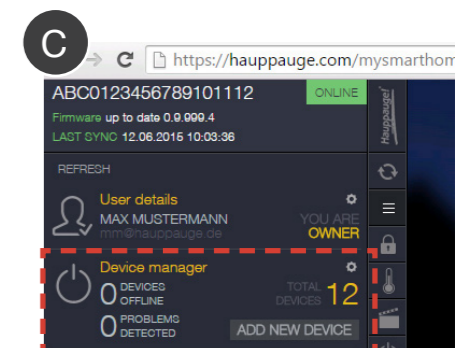 C
https://hauppauge.com/mysmarthom
ABC0123456789101112 ONLINE
Firmware up to date 0.9.999.4
LAST SYNC 12.06.2015 10:03:36
Hauppauge!
REFRESH
User details
MAX MUSTERMANN YOU ARE
mm@hauppauge.de OWNER
Device manager
0 DEVICES OFFLINE TOTAL DEVICES 12
0 PROBLEMS DETECTED ADD NEW DEVICE